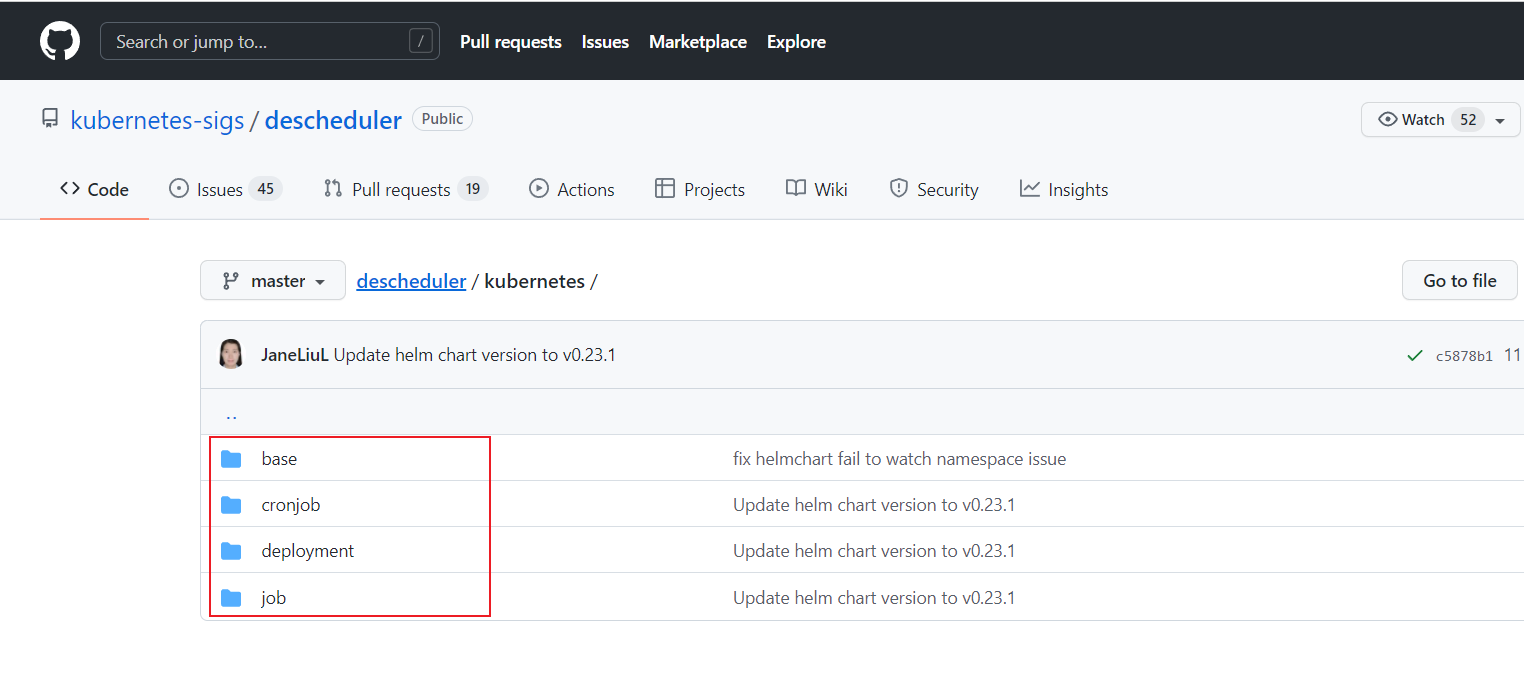 Search or jump to... /
Pull requests Issues Marketplace Explore
kubernetes-sigs / descheduler Public
Watch 52
Code Issues 45 Pull requests 19 Actions Projects Wiki Security Insights
master descheduler / kubernetes /
Go to file
JaneLiuL Update helm chart version to v0.23.1
c5878b1 11
..
base fix helmchart fail to watch namespace issue
cronjob Update helm chart version to v0.23.1
deployment Update helm chart version to v0.23.1
job Update helm chart version to v0.23.1